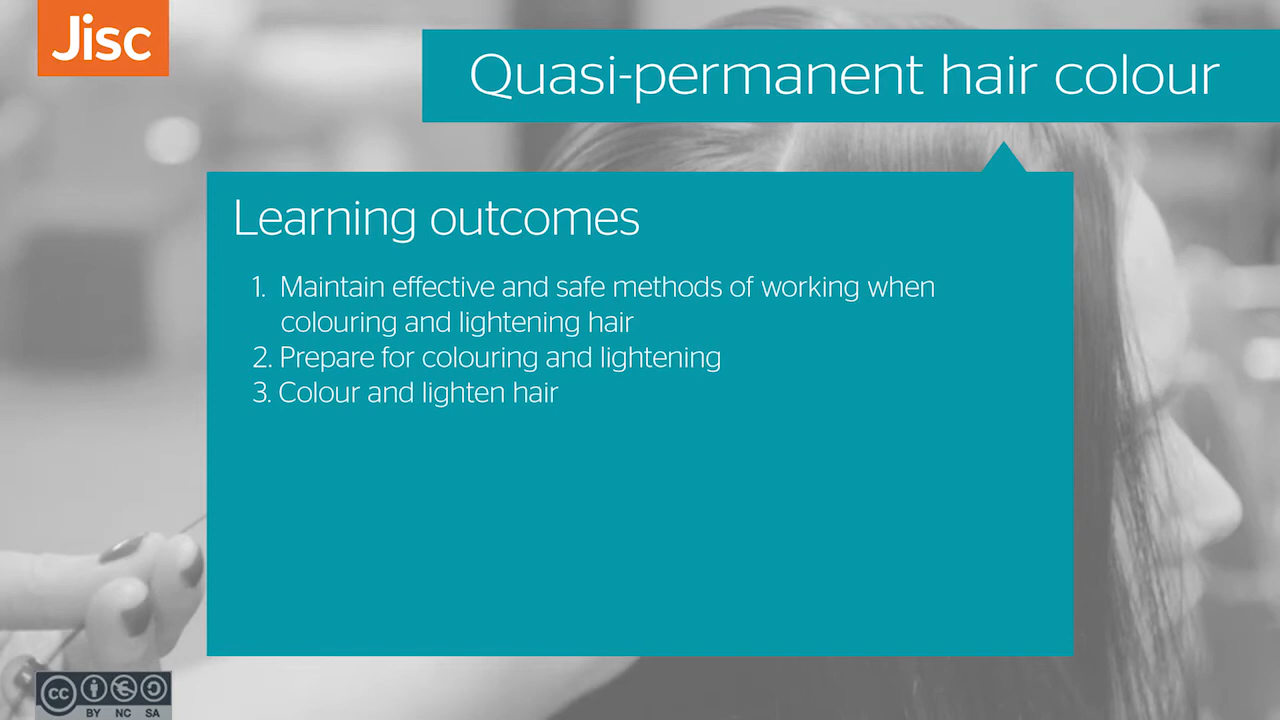 Jisc
Quasi-permanent hair colour
Learning outcomes
1. Maintain effective and safe methods of working when
colouring and lightening hair
2. Prepare for colouring and lightening
3. Colour and lighten hair
cc
BY NC SA